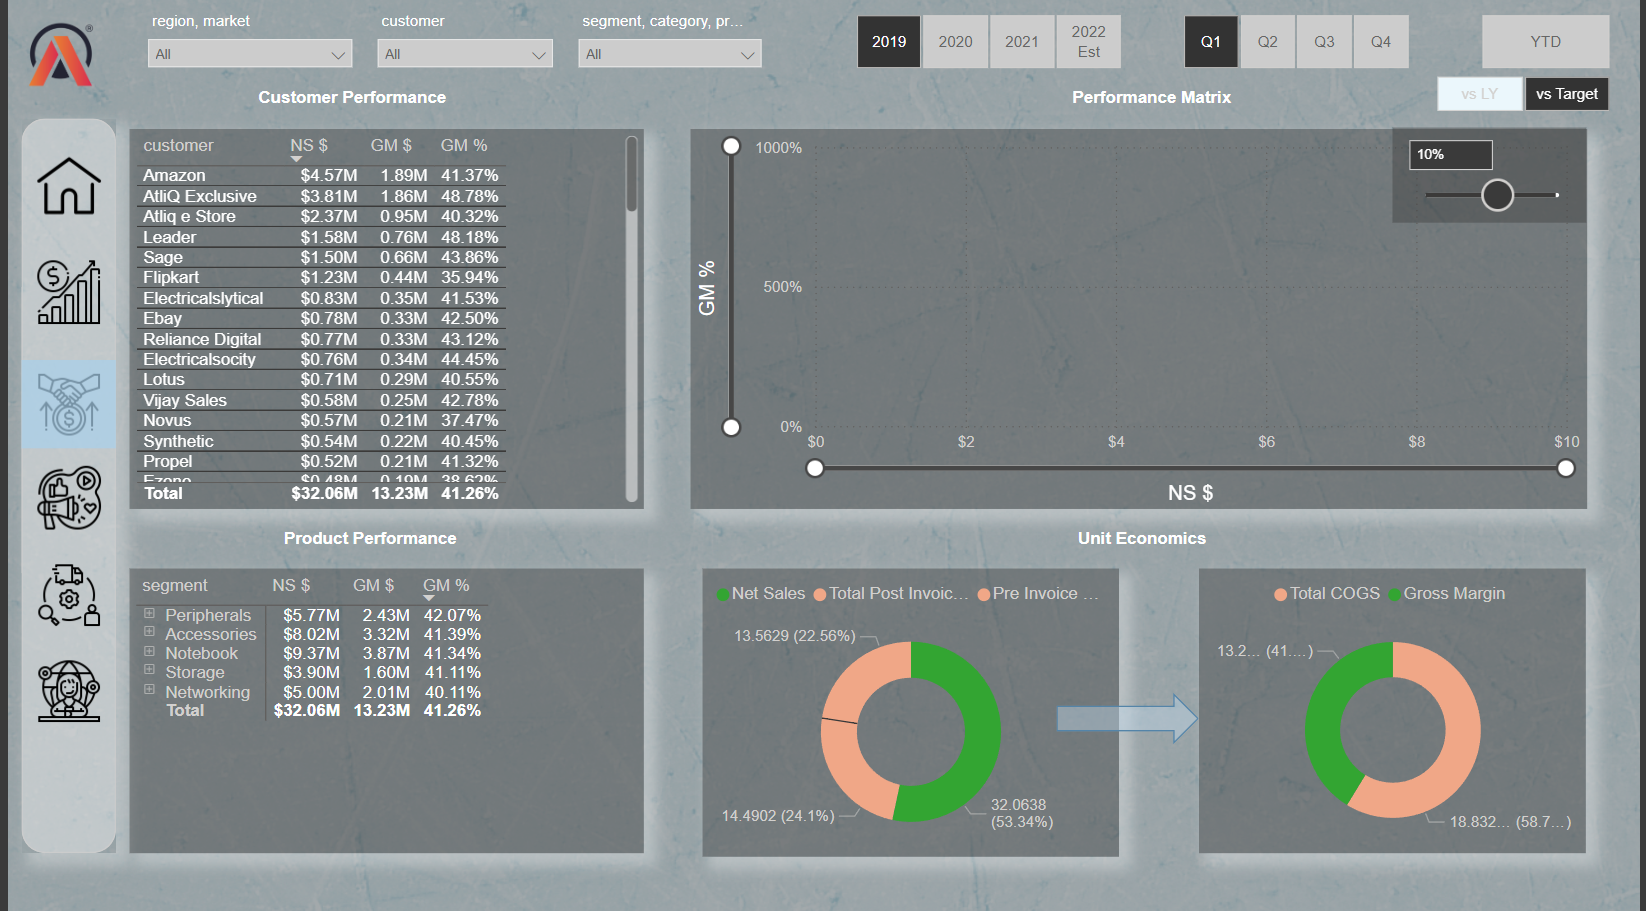 region, market
customer
segment, category, pr...
All
All
All
2019
2020
2021
2022
Est
Q1
Q2
Q3
Q4
YTD
vs LY
vs Target
Customer Performance
Performance Matrix
customer NS $ GM $ GM %
Amazon $4.57M 1.89M 41.37%
AtliQ Exclusive $3.81M 1.86M 48.78%
Atliq e Store $2.37M 0.95M 40.32%
Leader $1.58M 0.76M 48.18%
Sage $1.50M 0.66M 43.86%
Flipkart $1.23M 0.44M 35.94%
Electricalslytical $0.83M 0.35M 41.53%
Ebay $0.78M 0.33M 42.50%
Reliance Digital $0.77M 0.33M 43.12%
Electricalsocity $0.76M 0.34M 44.45%
Lotus $0.71M 0.29M 40.55%
Vijay Sales $0.58M 0.25M 42.78%
Novus $0.57M 0.21M 37.47%
Synthetic $0.54M 0.22M 40.45%
Propel $0.52M 0.21M 41.32%
Total $32.06M 13.23M 41.26%
10%
1000%
500%
0%
GM %
$0 $2 $4 $6 $8 $10
NS $
Product Performance
Unit Economics
segment NS $ GM $ GM %
Peripherals $5.77M 2.43M 42.07%
Accessories $8.02M 3.32M 41.39%
Notebook $9.37M 3.87M 41.34%
Storage $3.90M 1.60M 41.11%
Networking $5.00M 2.01M 40.11%
Total $32.06M 13.23M 41.26%
Net Sales Total Post Invoic... Pre Invoice ...
13.5629 (22.56%)
14.4902 (24.1%)
32.0638
(53.34%)
Total COGS Gross Margin
13.2... (41....)
18.832... (58.7...)